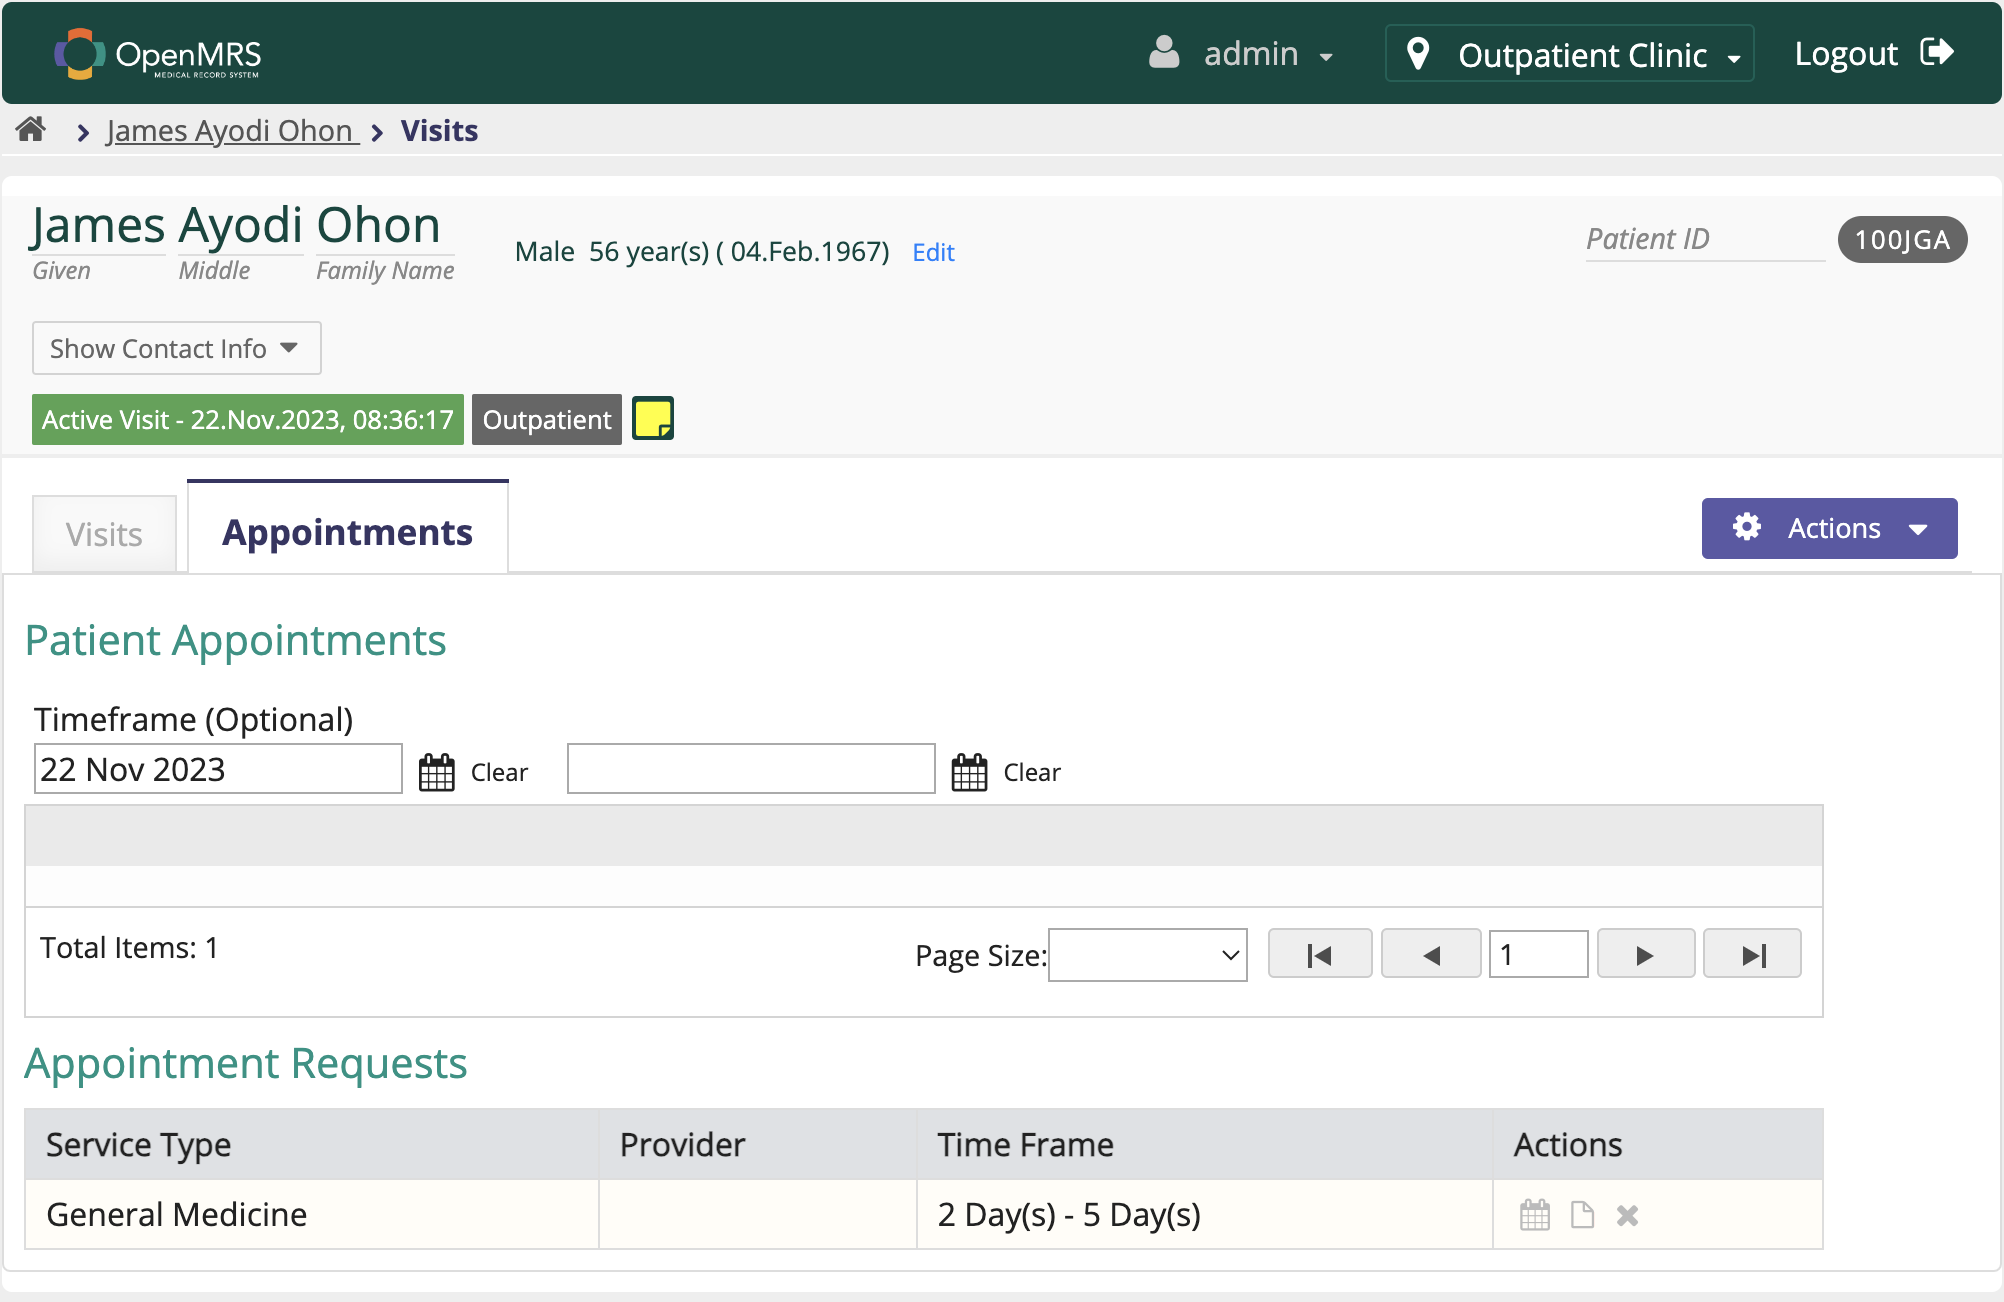 OpenMRS
MEDICAL RECORD SYSTEM
admin
Outpatient Clinic
Logout
James Ayodi Ohon
Visits
James Ayodi Ohon
Given Middle Family Name
Male 56 year(s) ( 04.Feb.1967) Edit
Patient ID 100JGA
Show Contact Info
Active Visit - 22.Nov.2023, 08:36:17 Outpatient
Visits
Appointments
Actions
Patient Appointments
Timeframe (Optional)
22 Nov 2023 Clear Clear
Total Items: 1 Page Size: 1
Appointment Requests
Service Type Provider Time Frame Actions
General Medicine 2 Day(s) - 5 Day(s)